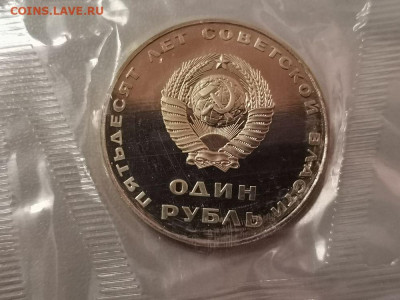 COINS.LAVE.RU
ПЯТЬДЕСЯТ ЛЕТ СОВЕТСКОЙ ВЛАСТИ
ОДИН
РУБЛЬ